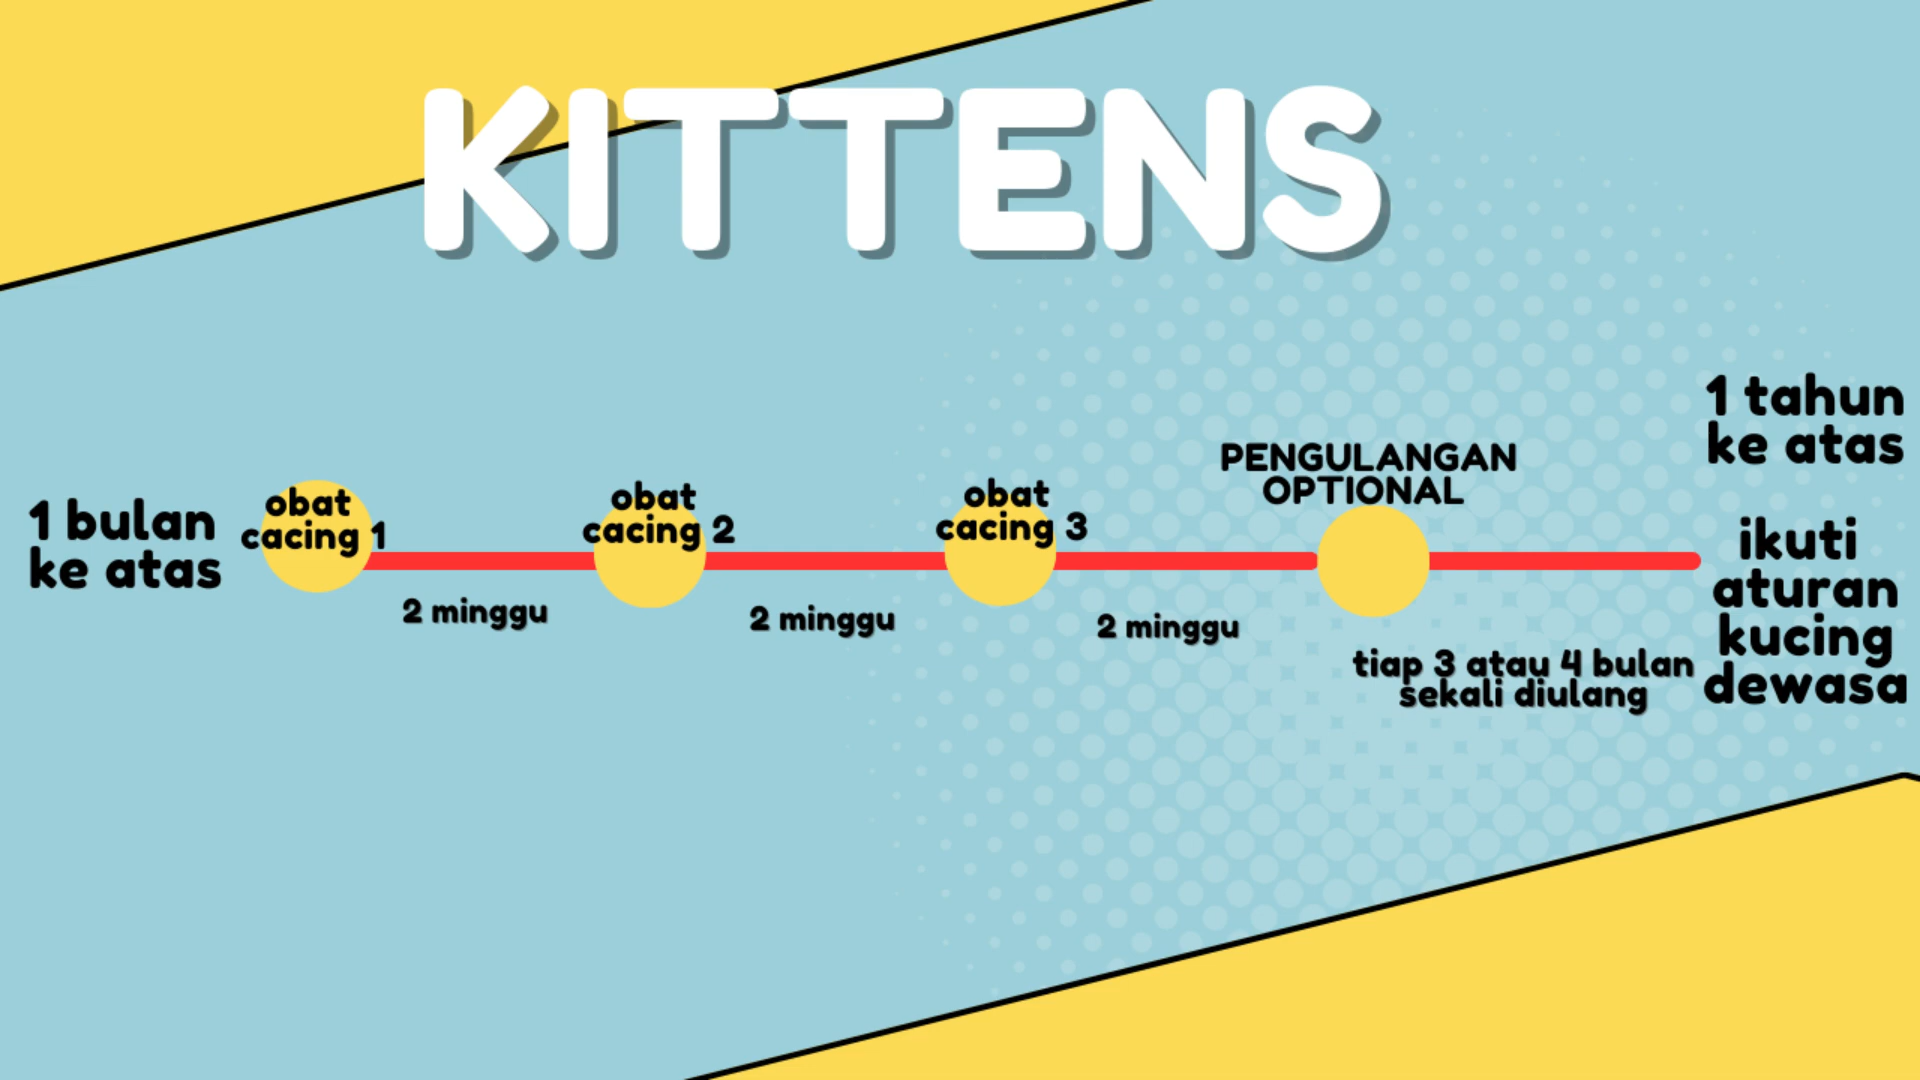 KITTENS
1 bulan
ke atas
obat
cacing 1
2 minggu
obat
cacing 2
2 minggu
obat
cacing 3
2 minggu
PENGULANGAN
OPTIONAL
tiap 3 atau 4 bulan
sekali diulang
1 tahun
ke atas
ikuti
aturan
kucing
dewasa